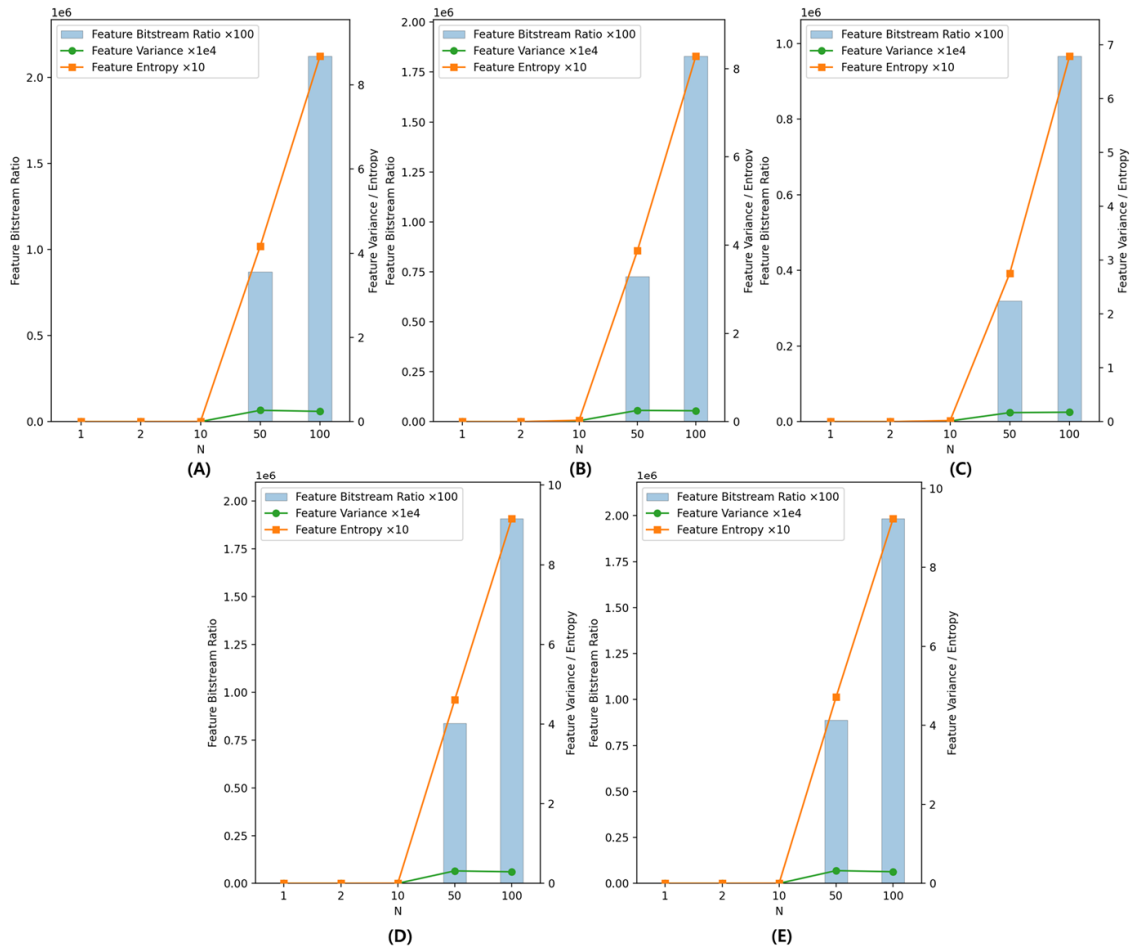 1e6
Feature Bitstream Ratio ×100
Feature Variance ×1e4
Feature Entropy ×10
2.0
1.5
1.0
0.5
0.0
8
6
4
2
0
1 2 10 50 100
N
Feature Bitstream Ratio
Feature Variance / Entropy
(A)
1e6
Feature Bitstream Ratio ×100
Feature Variance ×1e4
Feature Entropy ×10
2.00
1.75
1.50
1.25
1.00
0.75
0.50
0.25
0.00
8
6
4
2
0
1 2 10 50 100
N
Feature Bitstream Ratio
Feature Variance / Entropy
(B)
1e6
Feature Bitstream Ratio ×100
Feature Variance ×1e4
Feature Entropy ×10
1.0
0.8
0.6
0.4
0.2
0.0
7
6
5
4
3
2
1
0
1 2 10 50 100
N
Feature Bitstream Ratio
Feature Variance / Entropy
(C)
1e6
Feature Bitstream Ratio ×100
Feature Variance ×1e4
Feature Entropy ×10
2.00
1.75
1.50
1.25
1.00
0.75
0.50
0.25
0.00
10
8
6
4
2
0
1 2 10 50 100
N
Feature Bitstream Ratio
Feature Variance / Entropy
(D)
1e6
Feature Bitstream Ratio ×100
Feature Variance ×1e4
Feature Entropy ×10
2.00
1.75
1.50
1.25
1.00
0.75
0.50
0.25
0.00
10
8
6
4
2
0
1 2 10 50 100
N
Feature Bitstream Ratio
Feature Variance / Entropy
(E)